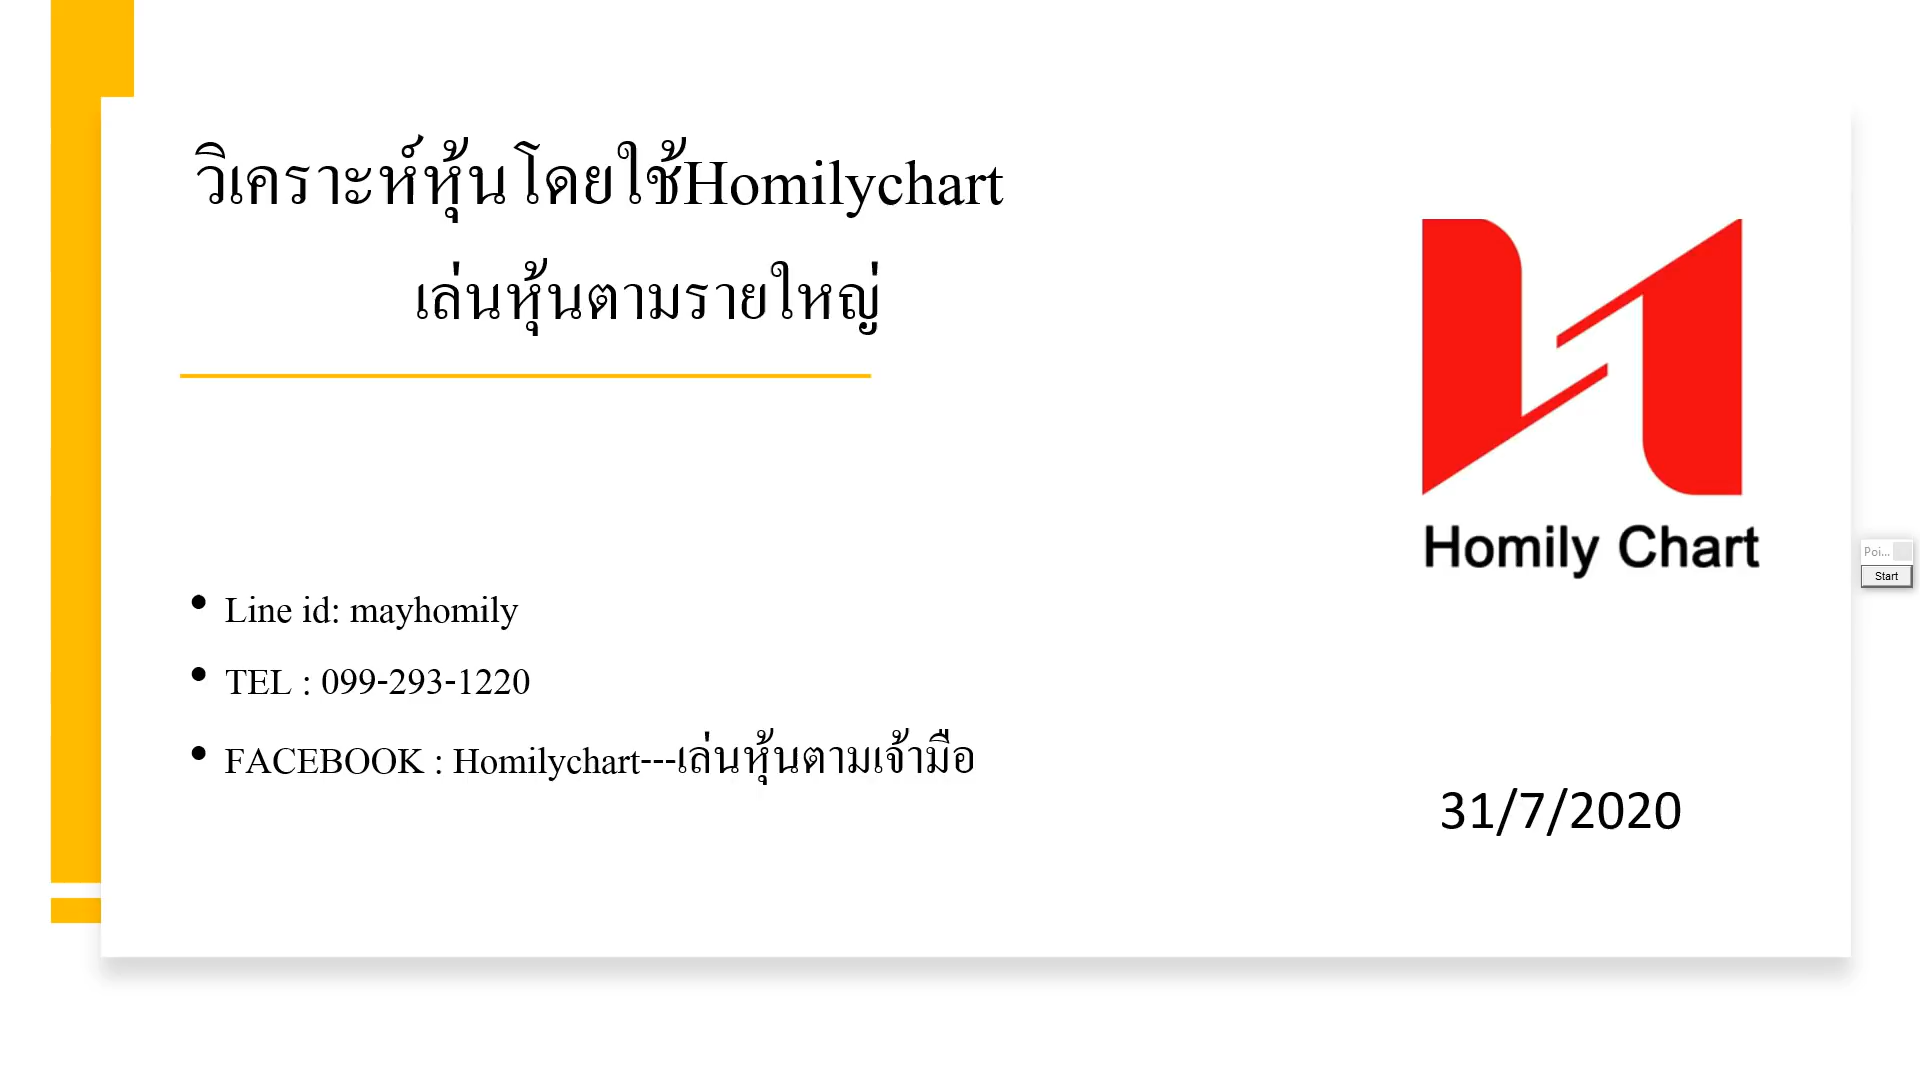 วิเคราะห์หุ้นโดยใช้Homilychart
เล่นหุ้นตามรายใหญ่
Homily Chart
Poi...
Start
• Line id: mayhomily
• TEL : 099-293-1220
• FACEBOOK : Homilychart---เล่นหุ้นตามเจ้ามือ
31/7/2020